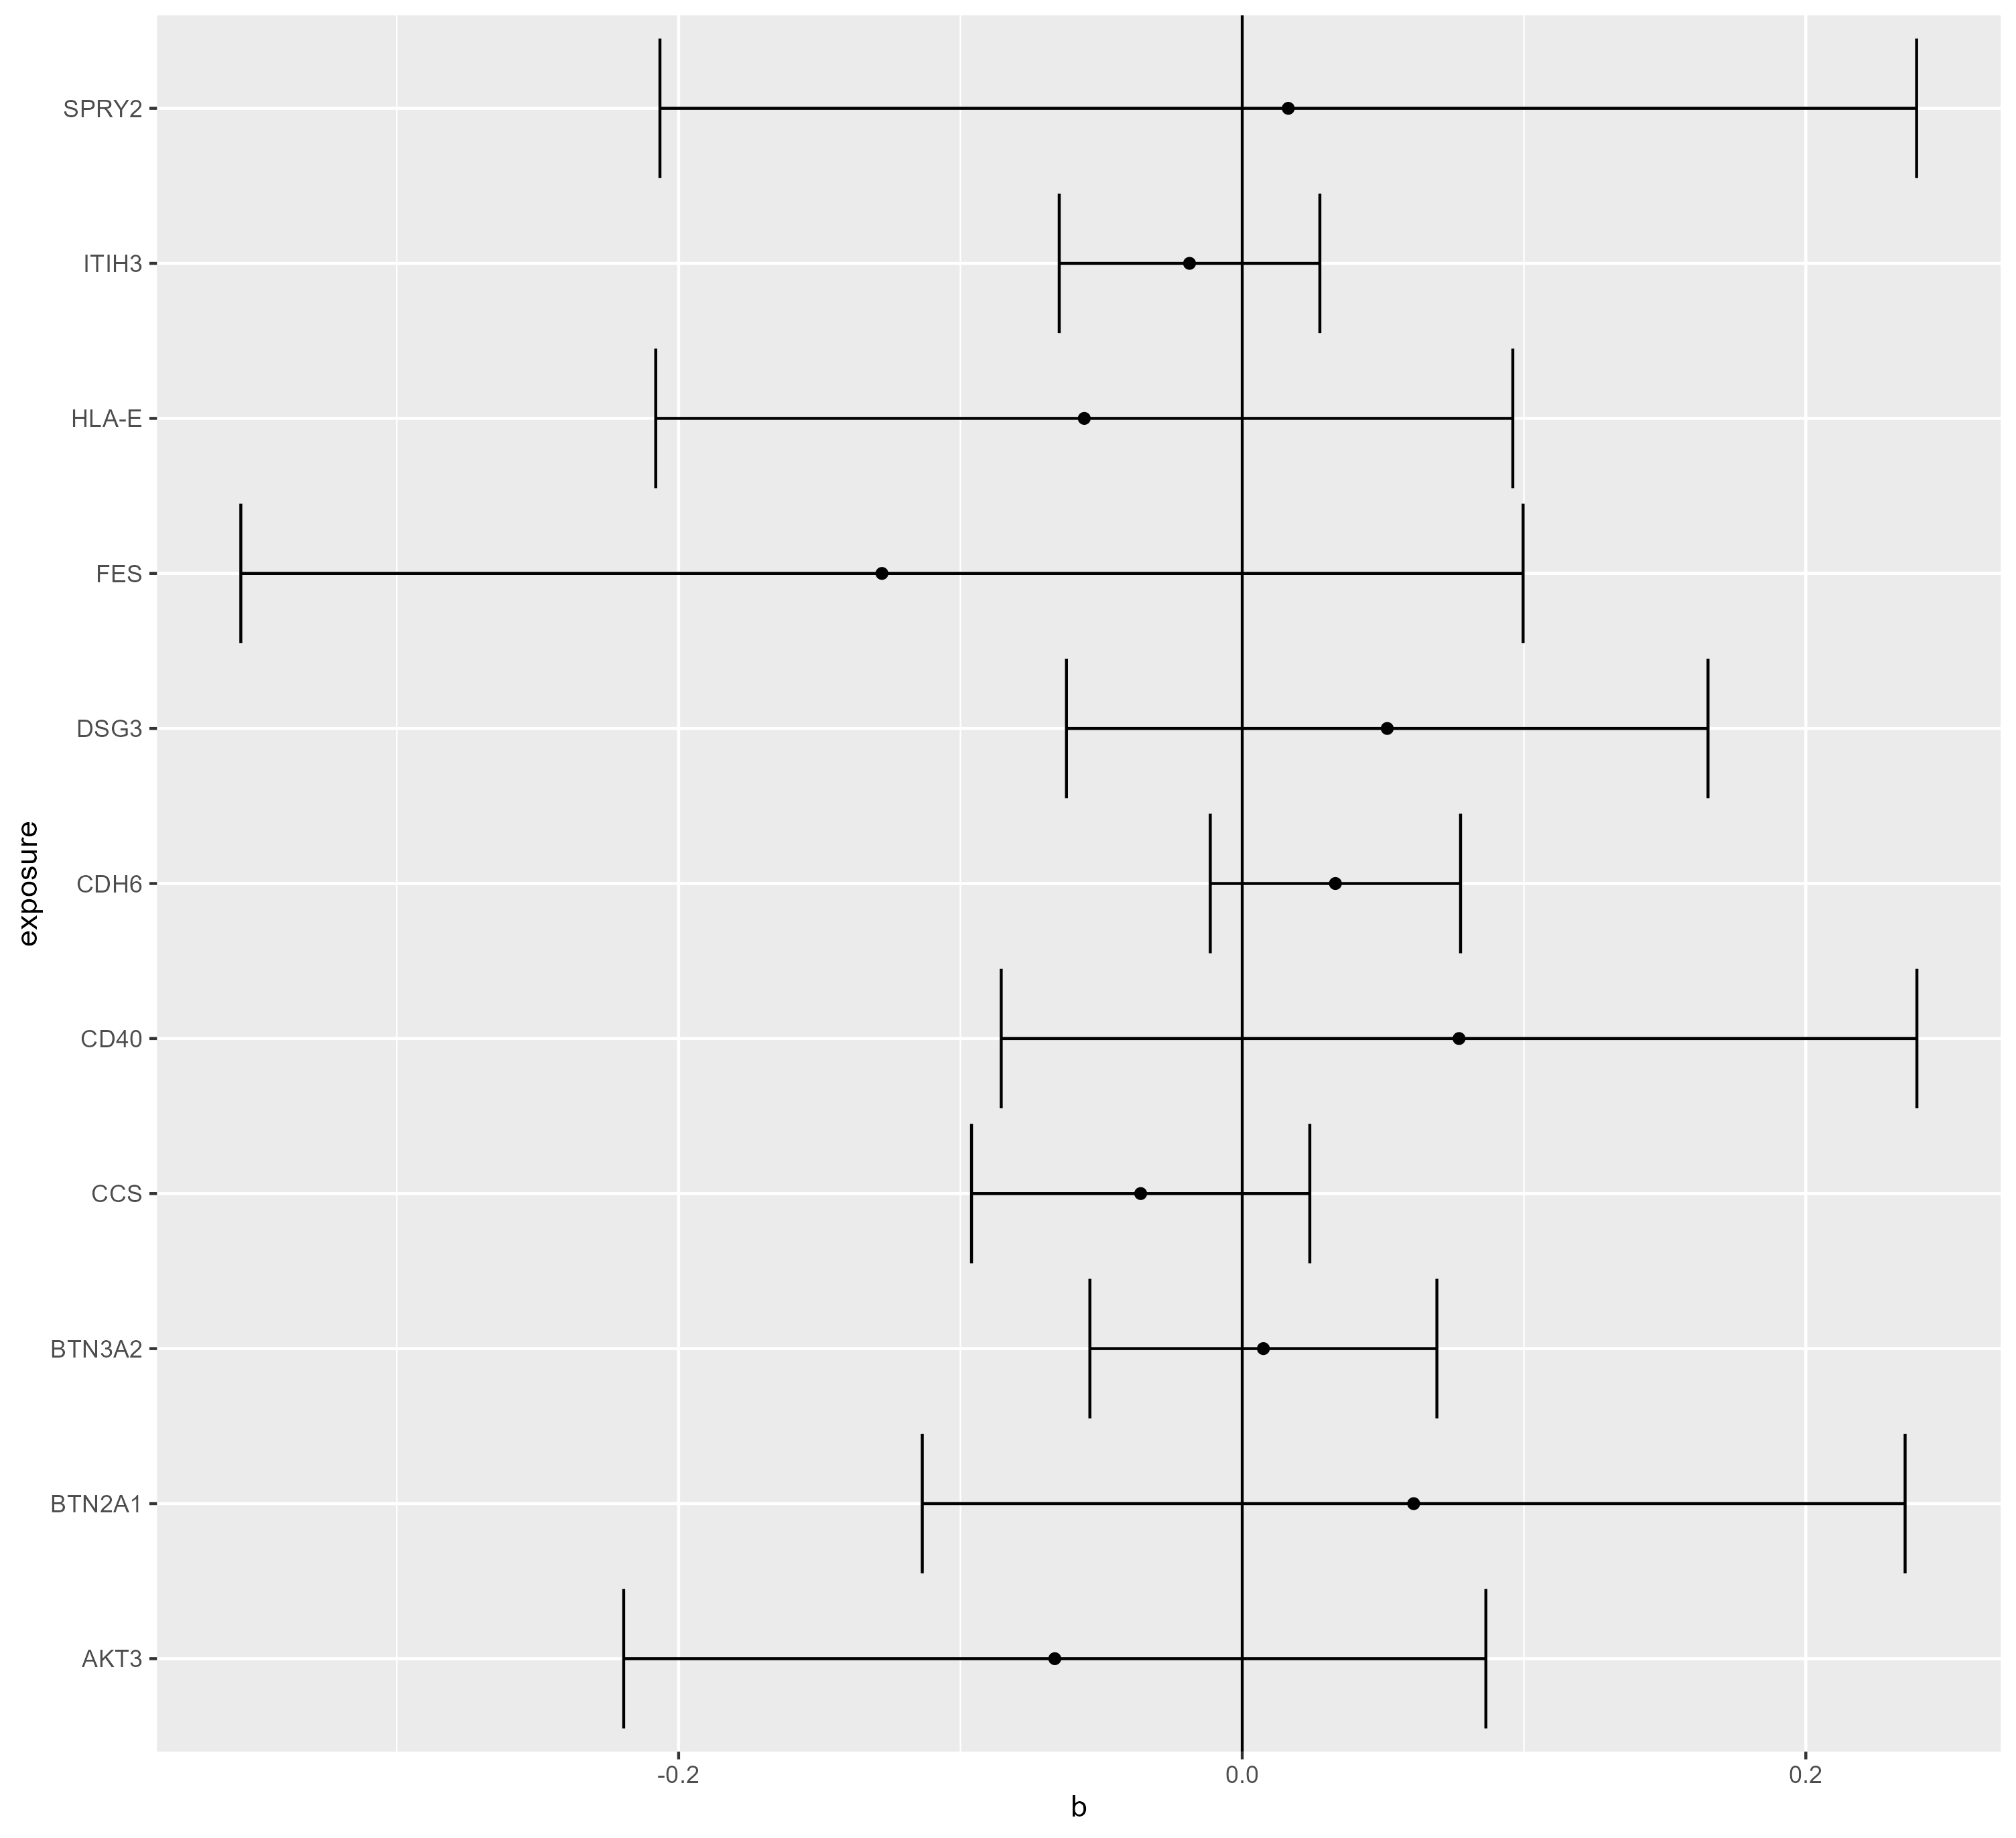 SPRY2
ITIH3
HLA-E
FES
DSG3
CDH6
CD40
CCS
BTN3A2
BTN2A1
AKT3
exposure
-0.2 0.0 0.2
b